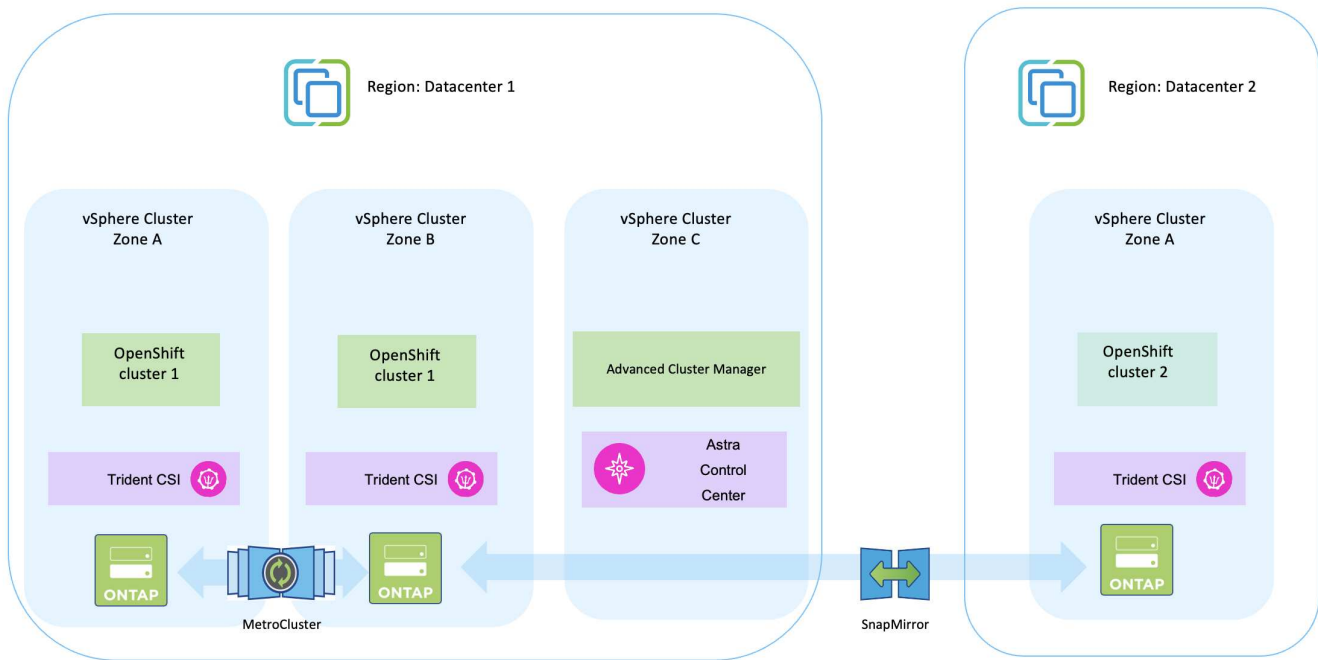 Region: Datacenter 1
Region: Datacenter 2
vSphere Cluster
Zone A
vSphere Cluster
Zone B
vSphere Cluster
Zone C
vSphere Cluster
Zone A
OpenShift
cluster 1
OpenShift
cluster 1
Advanced Cluster Manager
OpenShift
cluster 2
Trident CSI
Trident CSI
Astra
Control
Center
Trident CSI
ONTAP
ONTAP
ONTAP
MetroCluster
SnapMirror